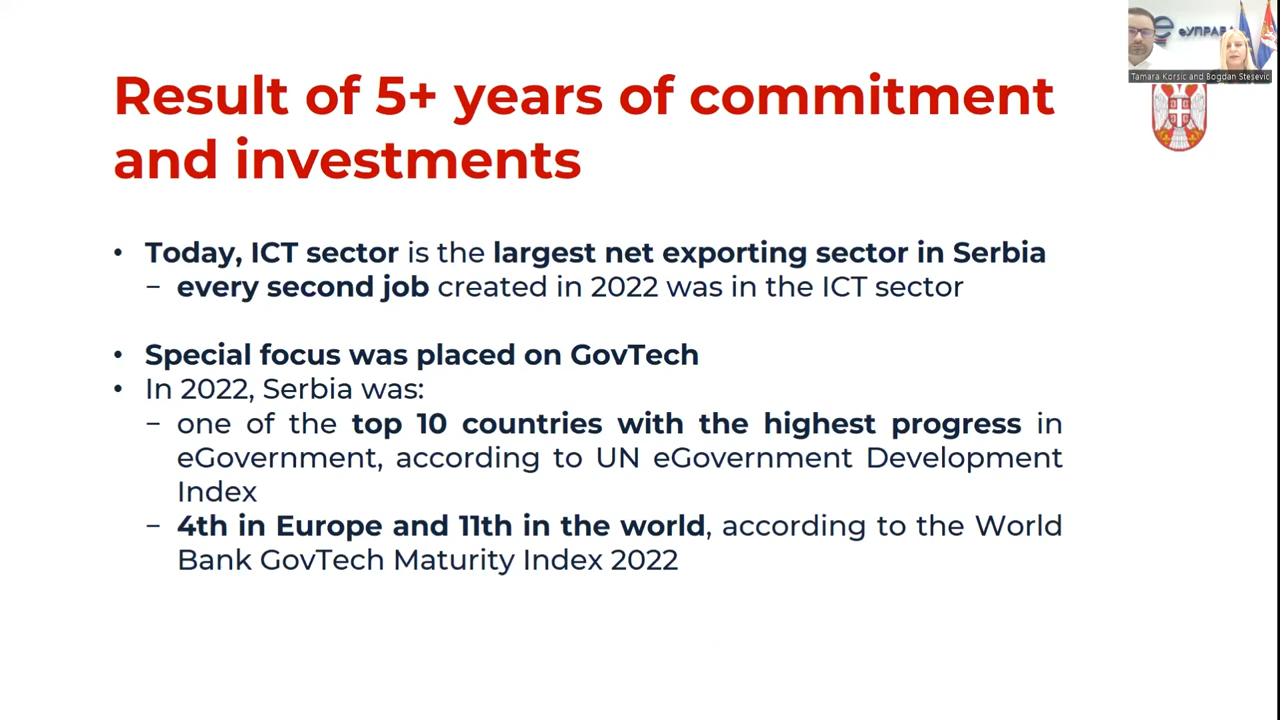 Result of 5+ years of commitment
and investments
• Today, ICT sector is the largest net exporting sector in Serbia
− every second job created in 2022 was in the ICT sector
• Special focus was placed on GovTech
• In 2022, Serbia was:
− one of the top 10 countries with the highest progress in
eGovernment, according to UN eGovernment Development
Index
− 4th in Europe and 11th in the world, according to the World
Bank GovTech Maturity Index 2022
еУПРАВА
Tamara Korsic and Bogdan Stesevic